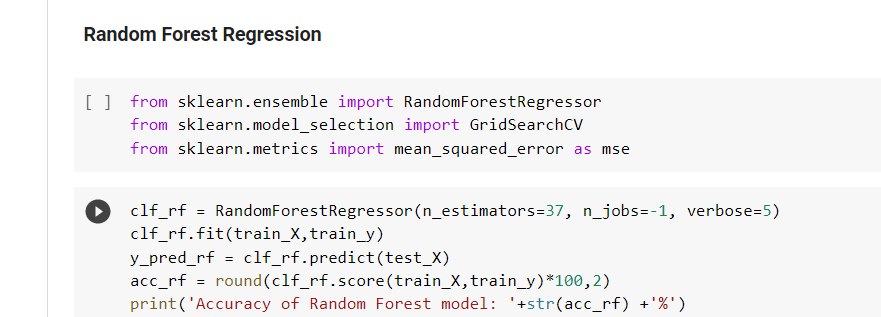 Random Forest Regression
[ ] from sklearn.ensemble import RandomForestRegressor
from sklearn.model_selection import GridSearchCV
from sklearn.metrics import mean_squared_error as mse
clf_rf = RandomForestRegressor(n_estimators=37, n_jobs=-1, verbose=5)
clf_rf.fit(train_X,train_y)
y_pred_rf = clf_rf.predict(test_X)
acc_rf = round(clf_rf.score(train_X,train_y)*100,2)
print('Accuracy of Random Forest model: '+str(acc_rf) +'%')